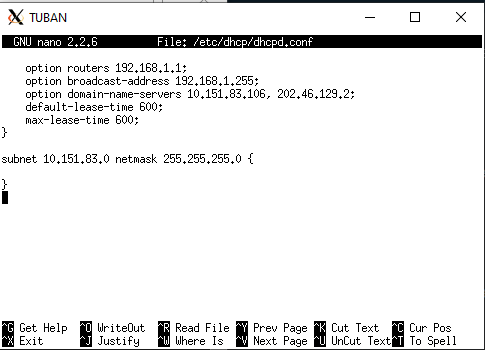 TUBAN
GNU nano 2.2.6 File: /etc/dhcp/dhcpd.conf
option routers 192.168.1.1;
option broadcast-address 192.168.1.255;
option domain-name-servers 10.151.83.106, 202.46.129.2;
default-lease-time 600;
max-lease-time 600;
}
subnet 10.151.83.0 netmask 255.255.255.0 {
}
^G Get Help ^O WriteOut ^R Read File ^Y Prev Page ^K Cut Text ^C Cur Pos
^X Exit ^J Justify ^W Where Is ^V Next Page ^U UnCut Text ^T To Spell